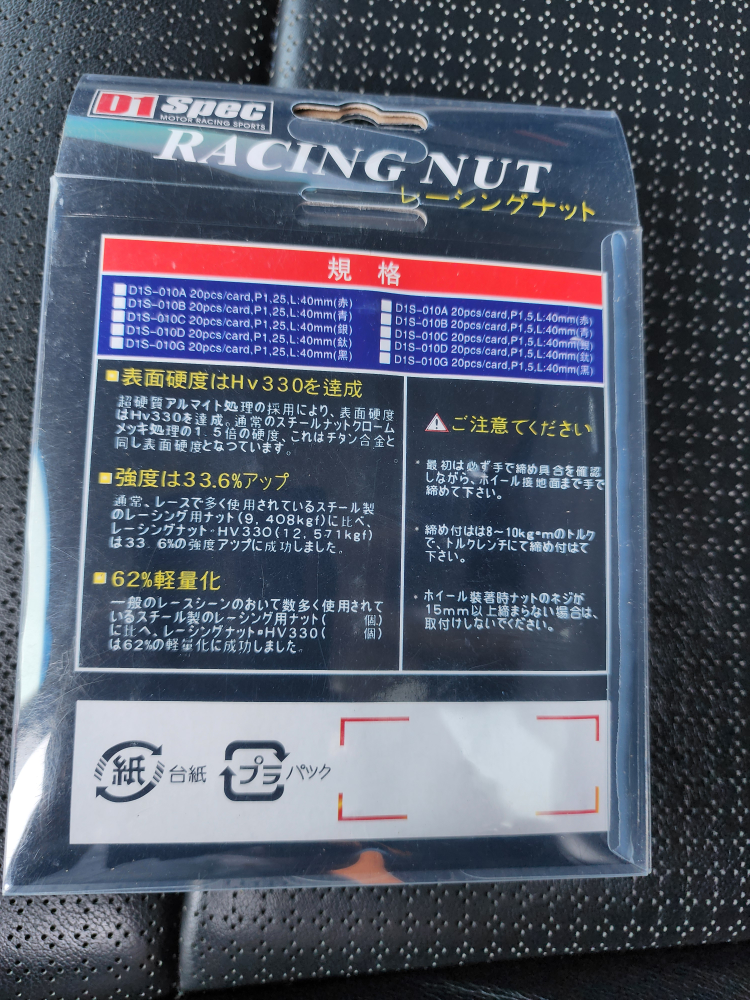 D1 Spec
MOTOR RACING SPORTS
RACING NUT
レーシングナット
規 格
D1S-010A 20pcs/card,P1,25,L:40mm(赤)
D1S-010B 20pcs/card,P1,25,L:40mm(青)
D1S-010C 20pcs/card,P1,25,L:40mm(銀)
D1S-010D 20pcs/card,P1,25,L:40mm(鈦)
D1S-010G 20pcs/card,P1,25,L:40mm(黒)
D1S-010A 20pcs/card,P1,5,L:40mm(赤)
D1S-010B 20pcs/card,P1,5,L:40mm(青)
D1S-010C 20pcs/card,P1,5,L:40mm(銀)
D1S-010D 20pcs/card,P1,5,L:40mm(鈦)
D1S-010G 20pcs/card,P1,5,L:40mm(黒)
表面硬度はHv330を達成
超硬質アルマイト処理の採用により、表面硬度
はHv330を達成。通常のスチールナットクローム
メッキ処理の1.5倍の硬度、これはチタン合金と
同し表面硬度となつています。
強度は33.6%アップ
通常、レースで多く使用されているスチール製
のレーシング用ナット(9,408kgf)に比べ、
レーシングナット・HV330(12,571kgf)
は33.6%の強度アップに成功しました。
62%軽量化
一般のレースシーンのおいて数多く使用されて
いるスチール製のレーシング用ナット( 個)
に比へ、レーシングナット・HV330( 個)
は62%の軽量化に成功しました。
ご注意てください
・最初は必ず手で締め具合を確認
しながら、ホイール接地面まで手で
締めて下さい。
・締め付はは8〜10kg・mのトルク
で、トルクレンチにて締め付はて
下さい。
・ホイール装著時ナットのネジが
15mm以上締まらない場合は、
取付けしないでください。
紙 台紙 プラ パック